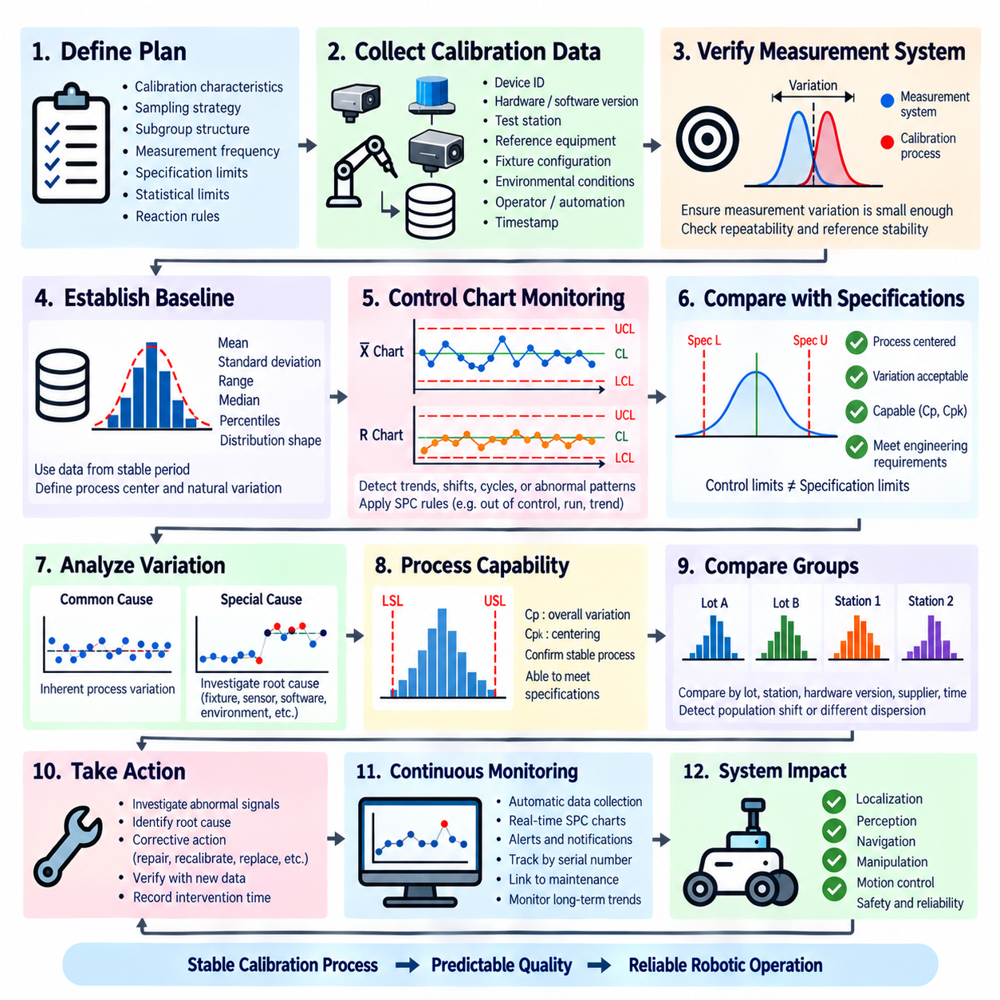 1. Define Plan
• Calibration characteristics
• Sampling strategy
• Subgroup structure
• Measurement frequency
• Specification limits
• Statistical limits
• Reaction rules
2. Collect Calibration Data
• Device ID
• Hardware / software version
• Test station
• Reference equipment
• Fixture configuration
• Environmental conditions
• Operator / automation
• Timestamp
3. Verify Measurement System
Variation
Measurement
system
Calibration
process
Ensure measurement variation is small enough
Check repeatability and reference stability
4. Establish Baseline
Mean
Standard deviation
Range
Median
Percentiles
Distribution shape
Use data from stable period
Define process center and natural variation
5. Control Chart Monitoring
X̅ Chart
UCL
CL
LCL
R Chart
UCL
CL
LCL
Detect trends, shifts, cycles, or abnormal patterns
Apply SPC rules (e.g. out of control, run, trend)
6. Compare with Specifications
Spec L
Spec U
Process centered
Variation acceptable
Capable (Cp, Cpk)
Meet engineering
requirements
Control limits ≠ Specification limits
7. Analyze Variation
Common Cause
Inherent process variation
Special Cause
Investigate root cause
(fixture, sensor, software,
environment, etc.)
8. Process Capability
LSL
USL
Cp : overall variation
Cpk : centering
Confirm stable process
Able to meet
specifications
9. Compare Groups
Lot A
Lot B
Station 1
Station 2
Compare by lot, station, hardware version, supplier, time
Detect population shift or different dispersion
10. Take Action
• Investigate abnormal signals
• Identify root cause
• Corrective action
(repair, recalibrate, replace, etc.)
• Verify with new data
• Record intervention time
11. Continuous Monitoring
• Automatic data collection
• Real-time SPC charts
• Alerts and notifications
• Track by serial number
• Link to maintenance
• Monitor long-term trends
12. System Impact
Localization
Perception
Navigation
Manipulation
Motion control
Safety and reliability
Stable Calibration Process → Predictable Quality → Reliable Robotic Operation